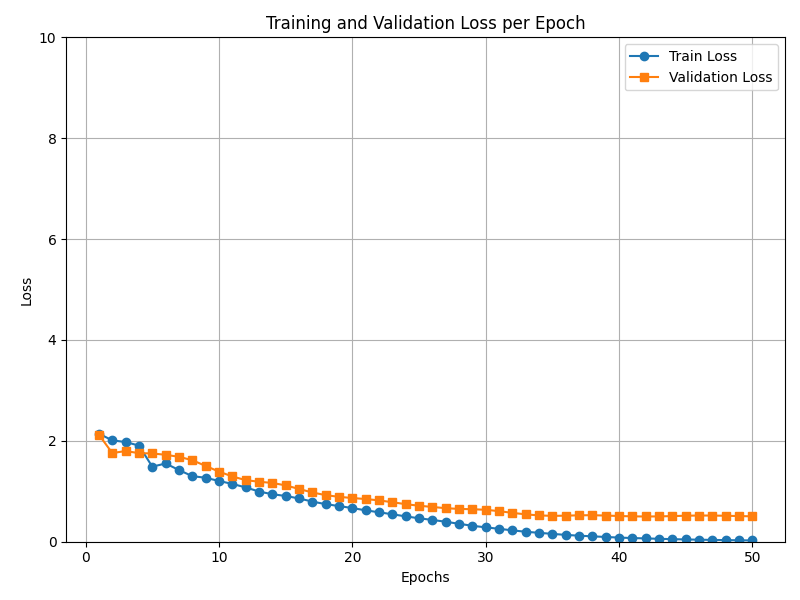 Training and Validation Loss per Epoch
Train Loss
Validation Loss
10
8
6
4
2
0
Loss
0 10 20 30 40 50
Epochs